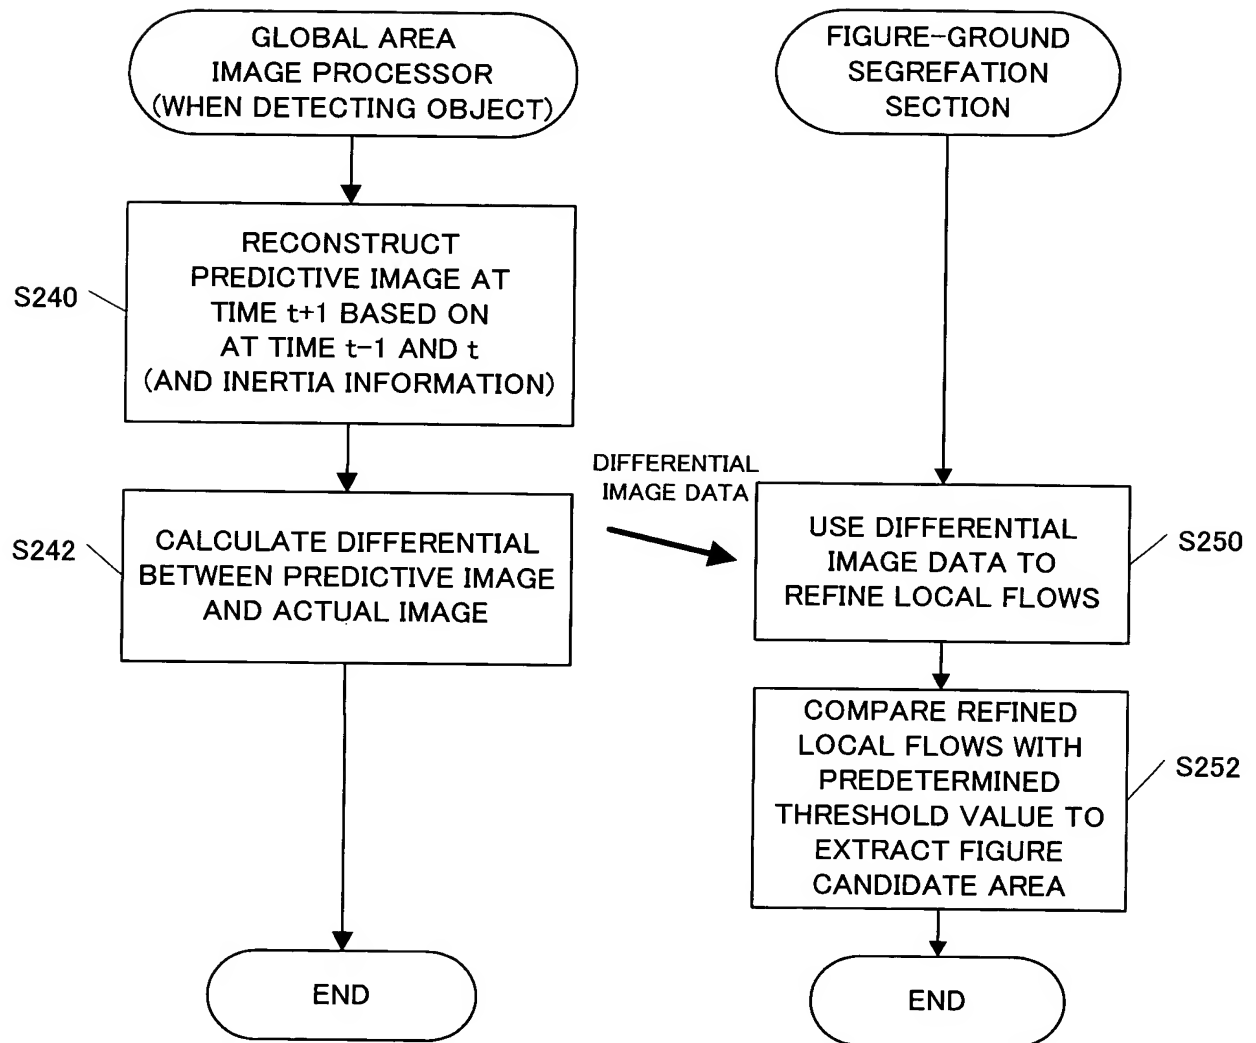 GLOBAL AREA
IMAGE PROCESSOR
(WHEN DETECTING OBJECT)
S240
RECONSTRUCT
PREDICTIVE IMAGE AT
TIME t+1 BASED ON
AT TIME t-1 AND t
(AND INERTIA INFORMATION)
S242
CALCULATE DIFFERENTIAL
BETWEEN PREDICTIVE IMAGE
AND ACTUAL IMAGE
END
DIFFERENTIAL
IMAGE DATA
FIGURE-GROUND
SEGREFATION
SECTION
USE DIFFERENTIAL
IMAGE DATA TO
REFINE LOCAL FLOWS
S250
COMPARE REFINED
LOCAL FLOWS WITH
PREDETERMINED
THRESHOLD VALUE TO
EXTRACT FIGURE
CANDIDATE AREA
S252
END